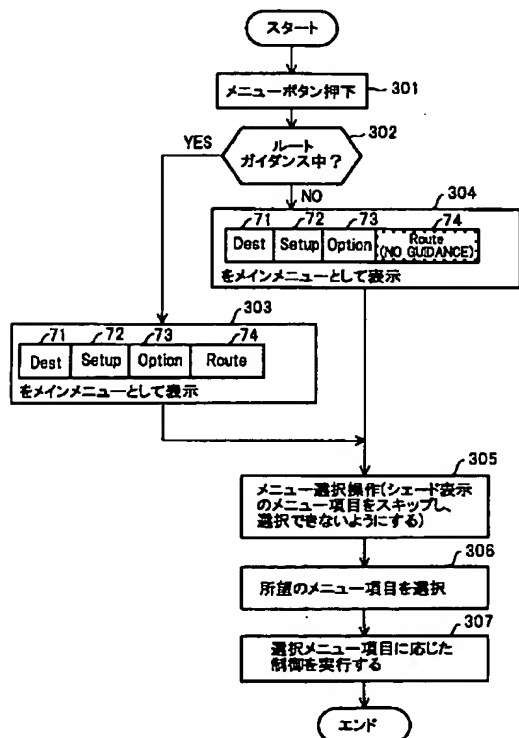 スタート
301
メニューボタン押下
302
ルート
ガイダンス中?
YES
NO
304
71 72 73 74
Dest Setup Option Route
(NO GUIDANCE)
をメインメニューとして表示
303
71 72 73 74
Dest Setup Option Route
をメインメニューとして表示
305
メニュー選択操作(シェード表示
のメニュー項目をスキップし、
選択できないようにする)
306
所望のメニュー項目を選択
307
選択メニュー項目に応じた
制御を実行する
エンド